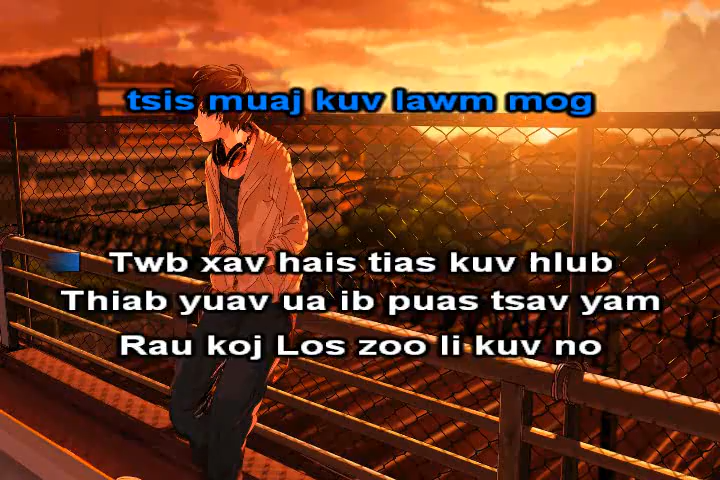 tsis muaj kuv lawm mog
Twb xav hais tias kuv hlub
Thiab yuav ua ib puas tsav yam
Rau koj Los zoo li kuv no